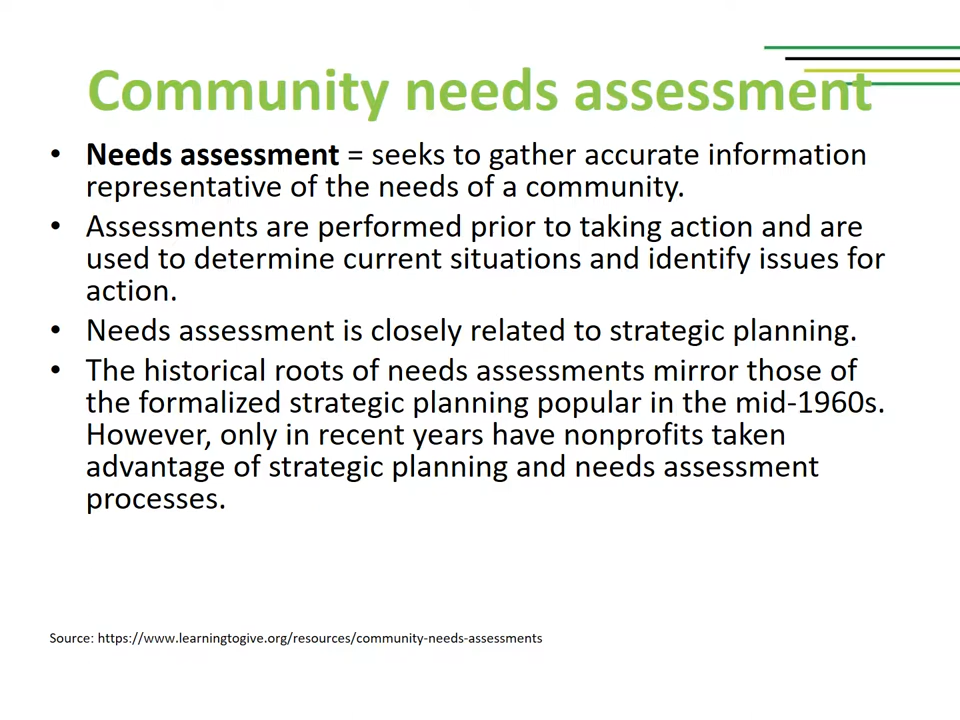 Community needs assessment
• Needs assessment = seeks to gather accurate information
representative of the needs of a community.
• Assessments are performed prior to taking action and are
used to determine current situations and identify issues for
action.
• Needs assessment is closely related to strategic planning.
• The historical roots of needs assessments mirror those of
the formalized strategic planning popular in the mid-1960s.
However, only in recent years have nonprofits taken
advantage of strategic planning and needs assessment
processes.
Source: https://www.learningtogive.org/resources/community-needs-assessments